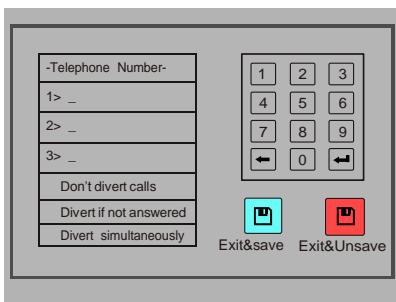 -Telephone Number-
1> _
2> _
3> _
Don't divert calls
Divert if not answered
Divert simultaneously
1 2 3
4 5 6
7 8 9
0
Exit&save Exit&Unsave